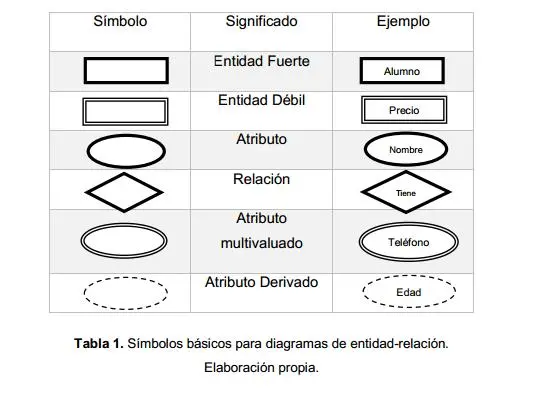 Símbolo Significado Ejemplo
Entidad Fuerte Alumno
Entidad Débil Precio
Atributo Nombre
Relación Tiene
Atributo
multivaluado Teléfono
Atributo Derivado Edad
Tabla 1. Símbolos básicos para diagramas de entidad-relación.
Elaboración propia.